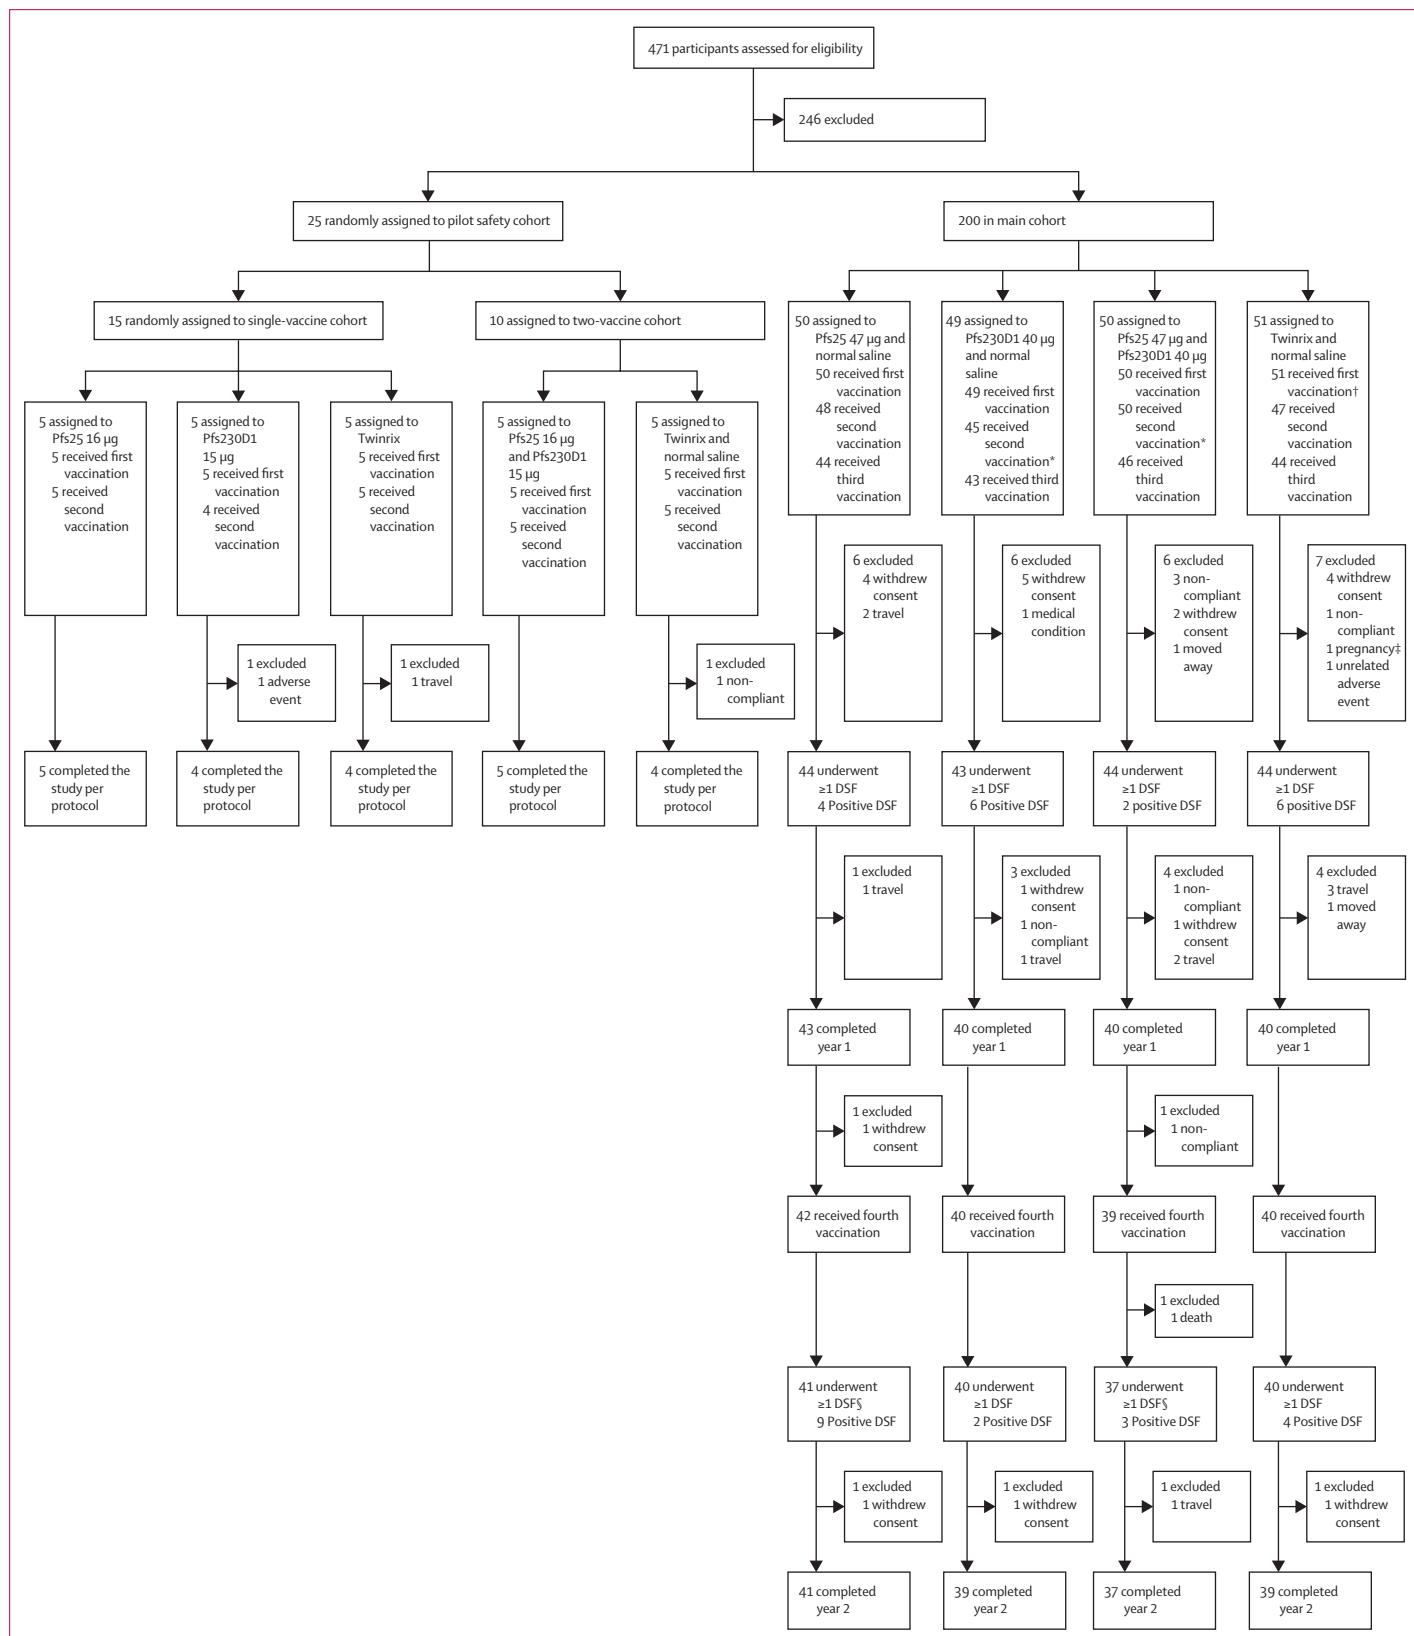 471 participants assessed for eligibility
246 excluded
25 randomly assigned to pilot safety cohort
200 in main cohort
15 randomly assigned to single-vaccine cohort
10 assigned to two-vaccine cohort
5 assigned to
Pfs25 16 µg
5 received first
vaccination
5 received
second
vaccination
5 assigned to
Pfs230D1
15 µg
5 received first
vaccination
4 received
second
vaccination
5 assigned to
Twinrix
5 received first
vaccination
5 received
second
vaccination
5 assigned to
Pfs25 16 µg
and Pfs230D1
15 µg
5 received first
vaccination
5 received
second
vaccination
5 assigned to
Twinrix and
normal saline
5 received first
vaccination
5 received
second
vaccination
50 assigned to
Pfs25 47 µg and
normal saline
50 received first
vaccination
48 received
second
vaccination
44 received
third
vaccination
49 assigned to
Pfs230D1 40 µg
and normal
saline
49 received first
vaccination
45 received
second
vaccination*
43 received third
vaccination
50 assigned to
Pfs25 47 µg and
Pfs230D1 40 µg
50 received first
vaccination
50 received
second
vaccination*
46 received
third
vaccination
51 assigned to
Twinrix and
normal saline
51 received first
vaccination†
47 received
second
vaccination
44 received
third
vaccination
1 excluded
1 adverse
event
1 excluded
1 travel
1 excluded
1 non-
compliant
6 excluded
4 withdrew
consent
2 travel
6 excluded
5 withdrew
consent
1 medical
condition
6 excluded
3 non-
compliant
2 withdrew
consent
1 moved
away
7 excluded
4 withdrew
consent
1 non-
compliant
1 pregnancy‡
1 unrelated
adverse
event
5 completed the
study per
protocol
4 completed the
study per
protocol
4 completed the
study per
protocol
5 completed the
study per
protocol
4 completed the
study per
protocol
44 underwent
≥1 DSF
4 Positive DSF
43 underwent
≥1 DSF
6 Positive DSF
44 underwent
≥1 DSF
2 positive DSF
44 underwent
≥1 DSF
6 positive DSF
1 excluded
1 travel
3 excluded
1 withdrew
consent
1 non-
compliant
1 travel
4 excluded
1 non-
compliant
1 withdrew
consent
2 travel
4 excluded
3 travel
1 moved
away
43 completed
year 1
40 completed
year 1
40 completed
year 1
40 completed
year 1
1 excluded
1 withdrew
consent
1 excluded
1 non-
compliant
42 received fourth
vaccination
40 received fourth
vaccination
39 received fourth
vaccination
40 received fourth
vaccination
1 excluded
1 death
41 underwent
≥1 DSF§
9 Positive DSF
40 underwent
≥1 DSF
2 Positive DSF
37 underwent
≥1 DSF§
3 Positive DSF
40 underwent
≥1 DSF
4 Positive DSF
1 excluded
1 withdrew
consent
1 excluded
1 withdrew
consent
1 excluded
1 travel
1 excluded
1 withdrew
consent
41 completed
year 2
39 completed
year 2
37 completed
year 2
39 completed
year 2